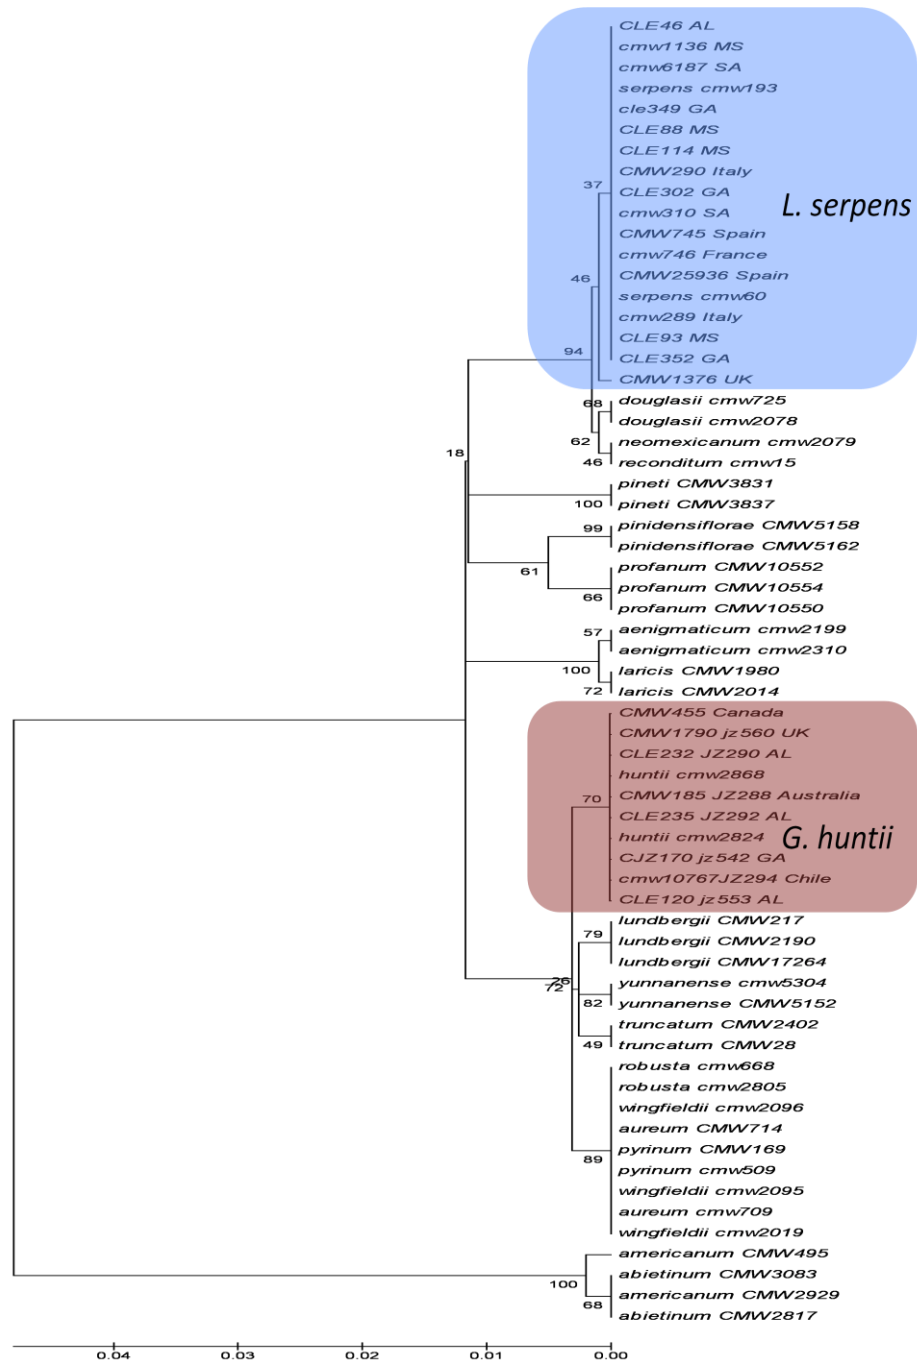 CLE46 AL
cmw1136 MS
cmw6187 SA
serpens cmw193
cle349 GA
CLE88 MS
CLE114 MS
CMW290 Italy
37
CLE302 GA
L. serpens
cmw310 SA
CMW745 Spain
cmw746 France
46
CMW25936 Spain
serpens cmw60
cmw289 Italy
CLE93 MS
94
CLE352 GA
CMW1376 UK
68
douglasii cmw725
douglasii cmw2078
62
neomexicanum cmw2079
18
46
reconditum cmw15
pineti CMW3831
100
pineti CMW3837
99
pinidensiflorae CMW5158
pinidensiflorae CMW5162
61
profanum CMW10552
profanum CMW10554
66
profanum CMW10550
57
aenigmaticum cmw2199
aenigmaticum cmw2310
100
laricis CMW1980
72
laricis CMW2014
CMW455 Canada
CMW1790 jz560 UK
CLE232 JZ290 AL
huntii cmw2868
70
CMW185 JZ288 Australia
CLE235 JZ292 AL
huntii cmw2824
G. huntii
CJZ170 jz542 GA
cmw10767JZ294 Chile
CLE120 jz553 AL
lundbergii CMW217
79
lundbergii CMW2190
lundbergii CMW17264
26
72
yunnanense cmw5304
82
yunnanense CMW5152
truncatum CMW2402
49
truncatum CMW28
robusta cmw668
robusta cmw2805
wingfieldii cmw2096
aureum CMW714
pyrinum CMW169
89
pyrinum cmw509
wingfieldii cmw2095
aureum cmw709
wingfieldii cmw2019
americanum CMW495
100
abietinum CMW3083
americanum CMW2929
68
abietinum CMW2817
0.04 0.03 0.02 0.01 0.00